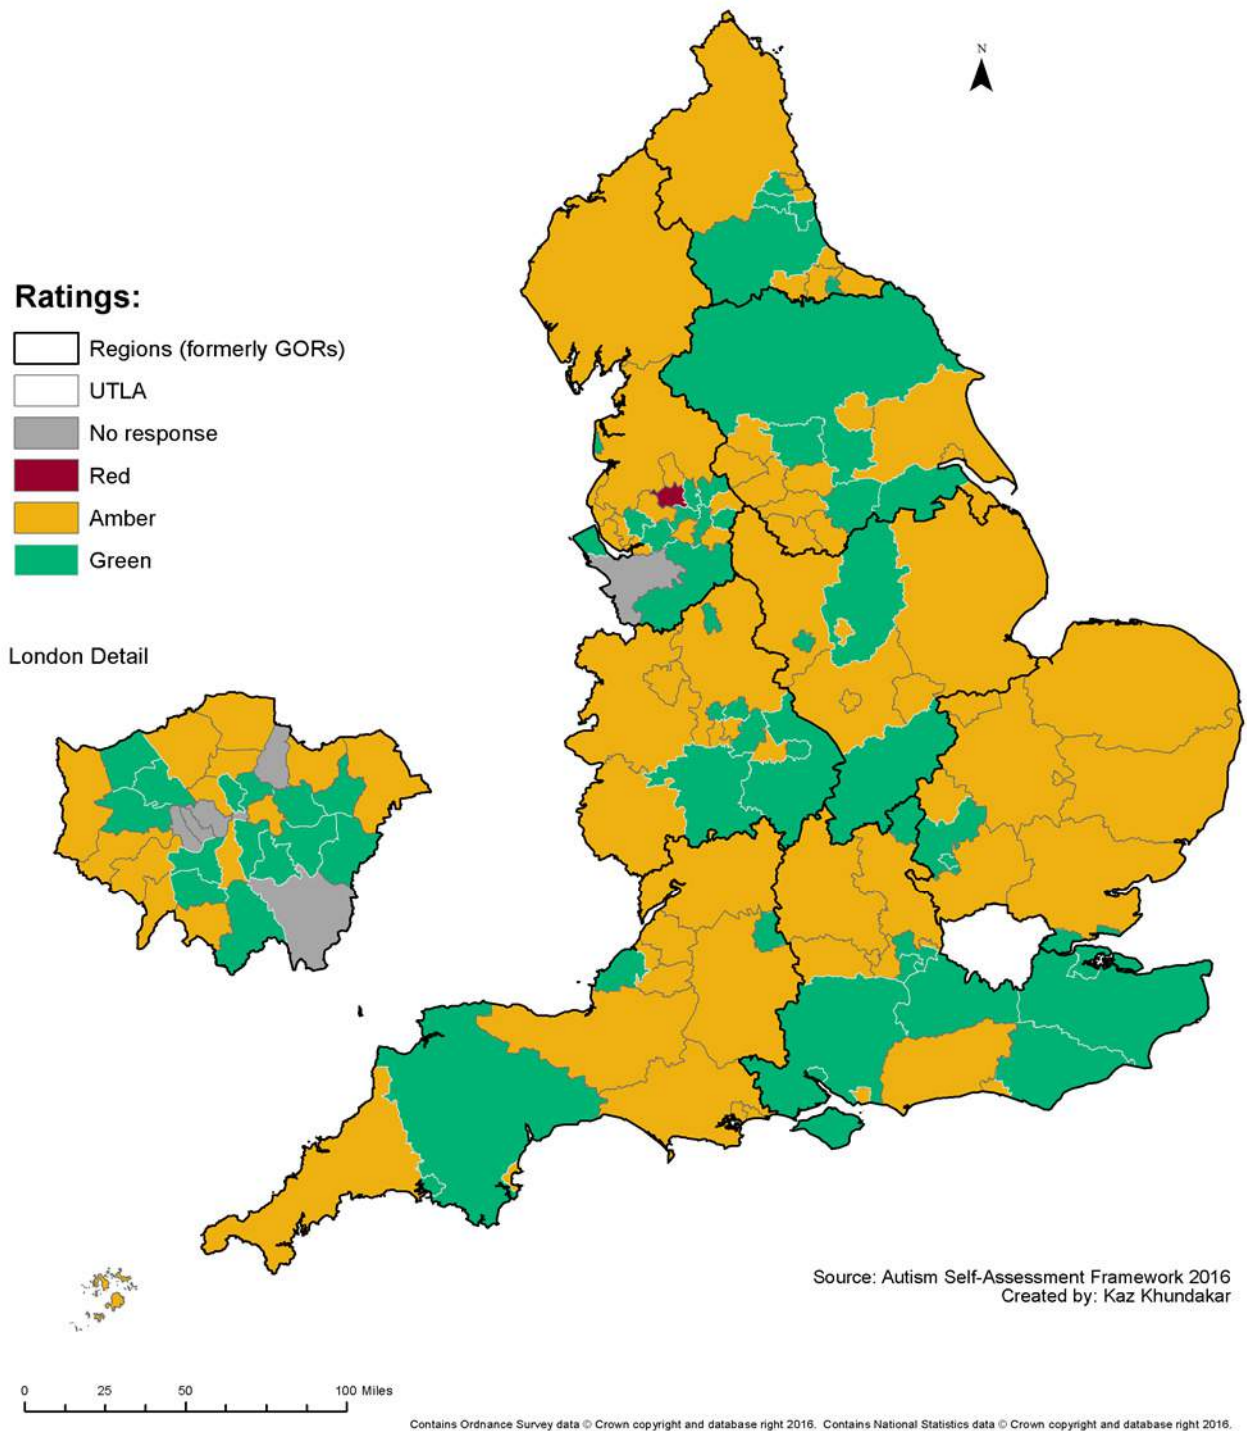 N
Ratings:
Regions (formerly GORs)
UTLA
No response
Red
Amber
Green
London Detail
Source: Autism Self-Assessment Framework 2016
Created by: Kaz Khundakar
0 25 50 100 Miles
Contains Ordnance Survey data © Crown copyright and database right 2016. Contains National Statistics data © Crown copyright and database right 2016.